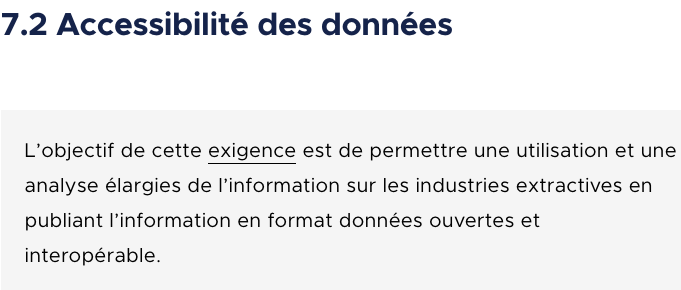 7.2 Accessibilité des données
L’objectif de cette exigence est de permettre une utilisation et une
analyse élargies de l’information sur les industries extractives en
publiant l’information en format données ouvertes et
interopérable.